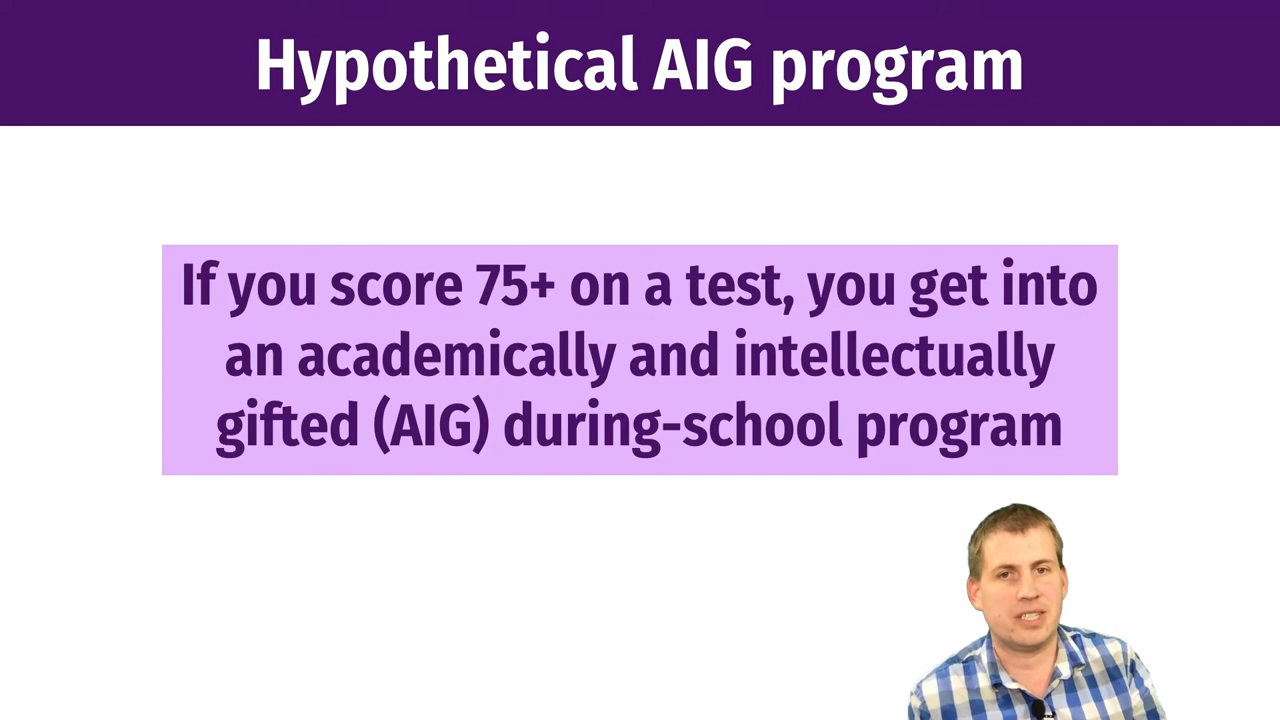 Hypothetical AIG program
If you score 75+ on a test, you get into
an academically and intellectually
gifted (AIG) during-school program